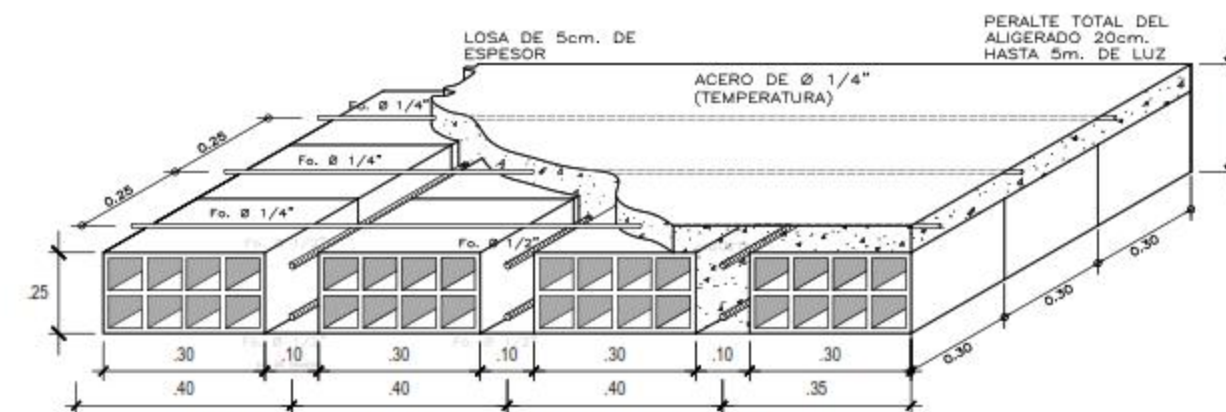 PERALTE TOTAL DEL
ALIGERADO 20cm.
HASTA 5m. DE LUZ
LOSA DE 5cm. DE
ESPESOR
ACERO DE Ø 1/4"
(TEMPERATURA)
Fo. Ø 1/4"
0.25
Fo. Ø 1/4"
0.25
Fo. Ø 1/4"
Fo. Ø 1/2"
.25
0.30
0.30
0.30
.30 .10 .30 .10 .30 .10 .30
.40 .40 .40 .35